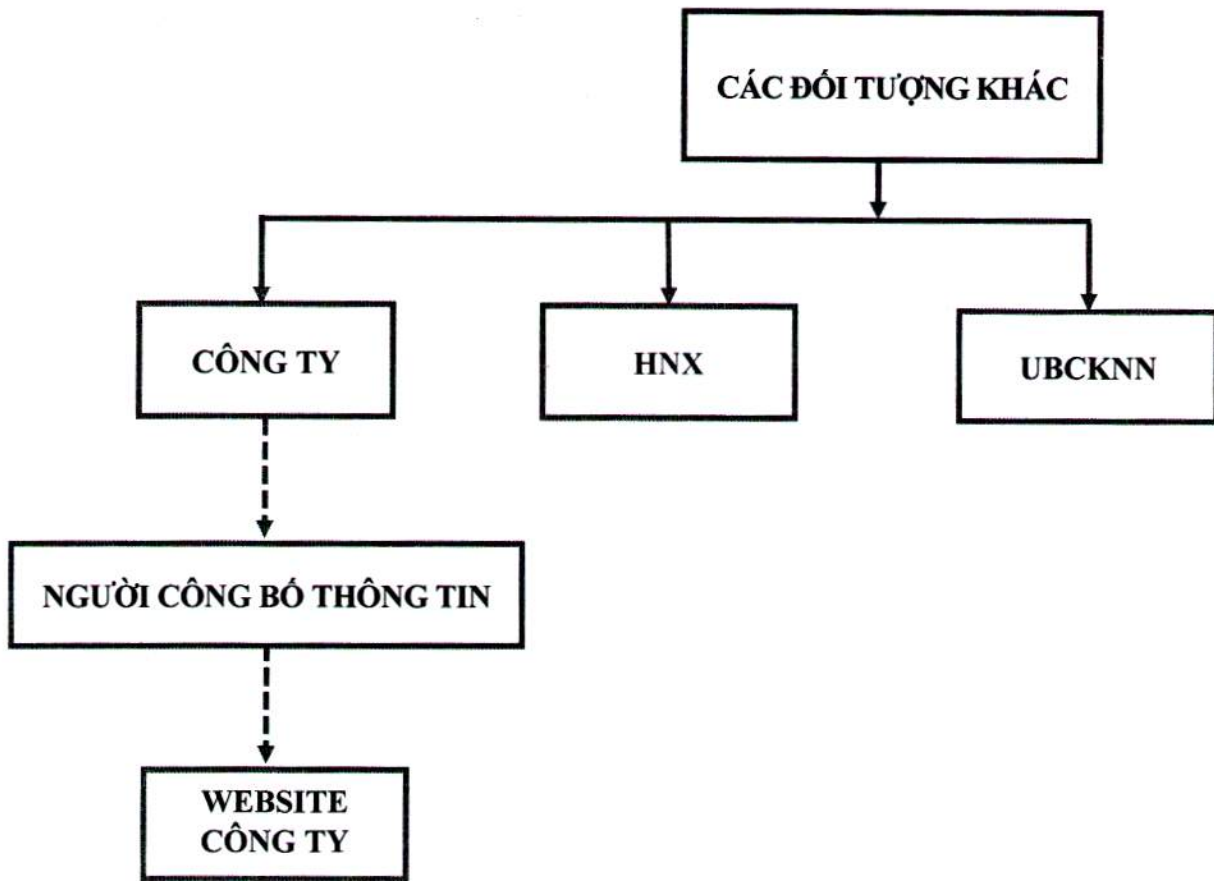 CÁC ĐỐI TƯỢNG KHÁC
CÔNG TY
HNX
UBCKNN
NGƯỜI CÔNG BỐ THÔNG TIN
WEBSITE
CÔNG TY